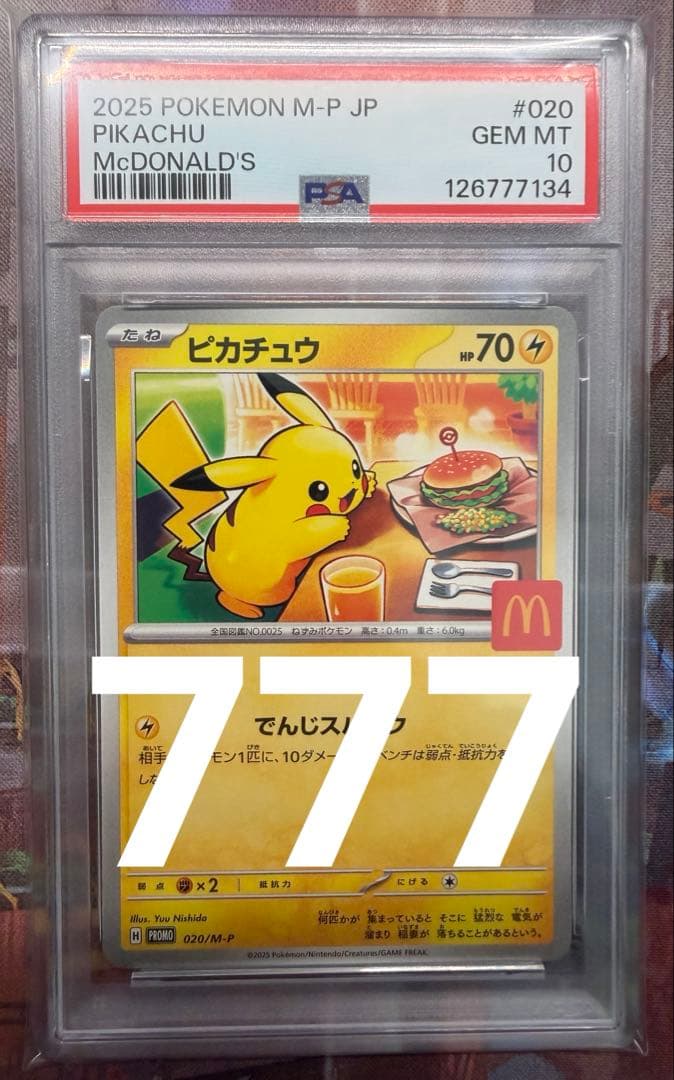 2025 POKEMON M-P JP #020
PIKACHU GEM MT
McDONALD'S 10
PSA 126777134
たね ピカチュウ HP70
全国図鑑NO.0025 ねずみポケモン 高さ:0.4m 重さ:6.0kg
777
でんじス
相手 モン1匹に、10ダメー ベンチは弱点・抵抗力を
し
弱点 ×2 抵抗力 にげる
Illus. Yuu Nishida
何匹かが 集まっていると そこに 猛烈な 電気が
溜まり 稲妻が 落ちることがあるという。
H PROMO 020/M-P
©2025 Pokémon/Nintendo/Creatures/GAME FREAK.